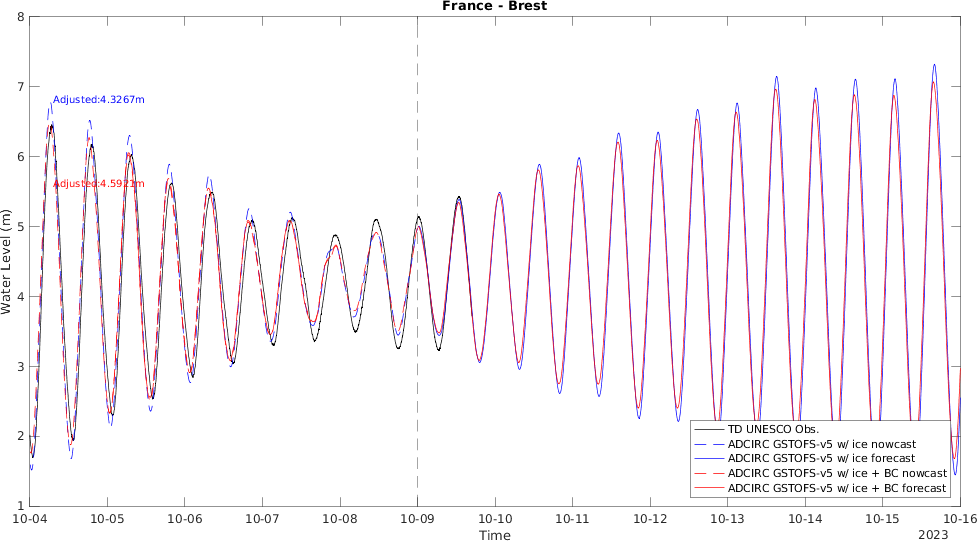 France - Brest
8
7
6
5
4
3
2
1
Water Level (m)
Adjusted:4.3267m
Adjusted:4.5921m
TD UNESCO Obs.
ADCIRC GSTOFS-v5 w/ ice nowcast
ADCIRC GSTOFS-v5 w/ ice forecast
ADCIRC GSTOFS-v5 w/ ice + BC nowcast
ADCIRC GSTOFS-v5 w/ ice + BC forecast
10-04 10-05 10-06 10-07 10-08 10-09 10-10 10-11 10-12 10-13 10-14 10-15 10-16
Time
2023